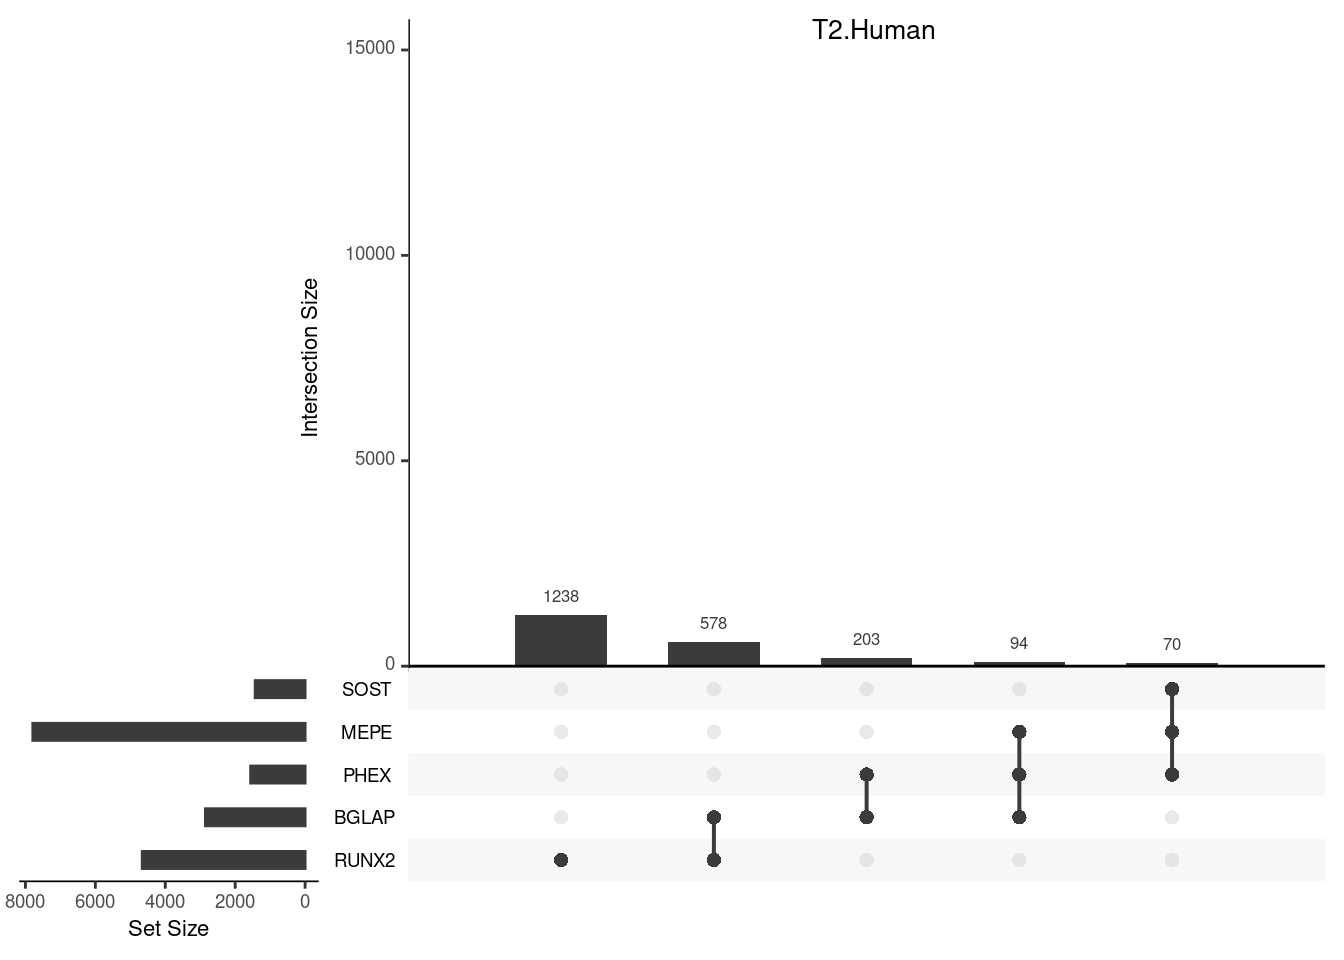 T2.Human
15000
10000
5000
0
Intersection Size
1238
578
203
94
70
SOST
MEPE
PHEX
BGLAP
RUNX2
8000 6000 4000 2000 0
Set Size